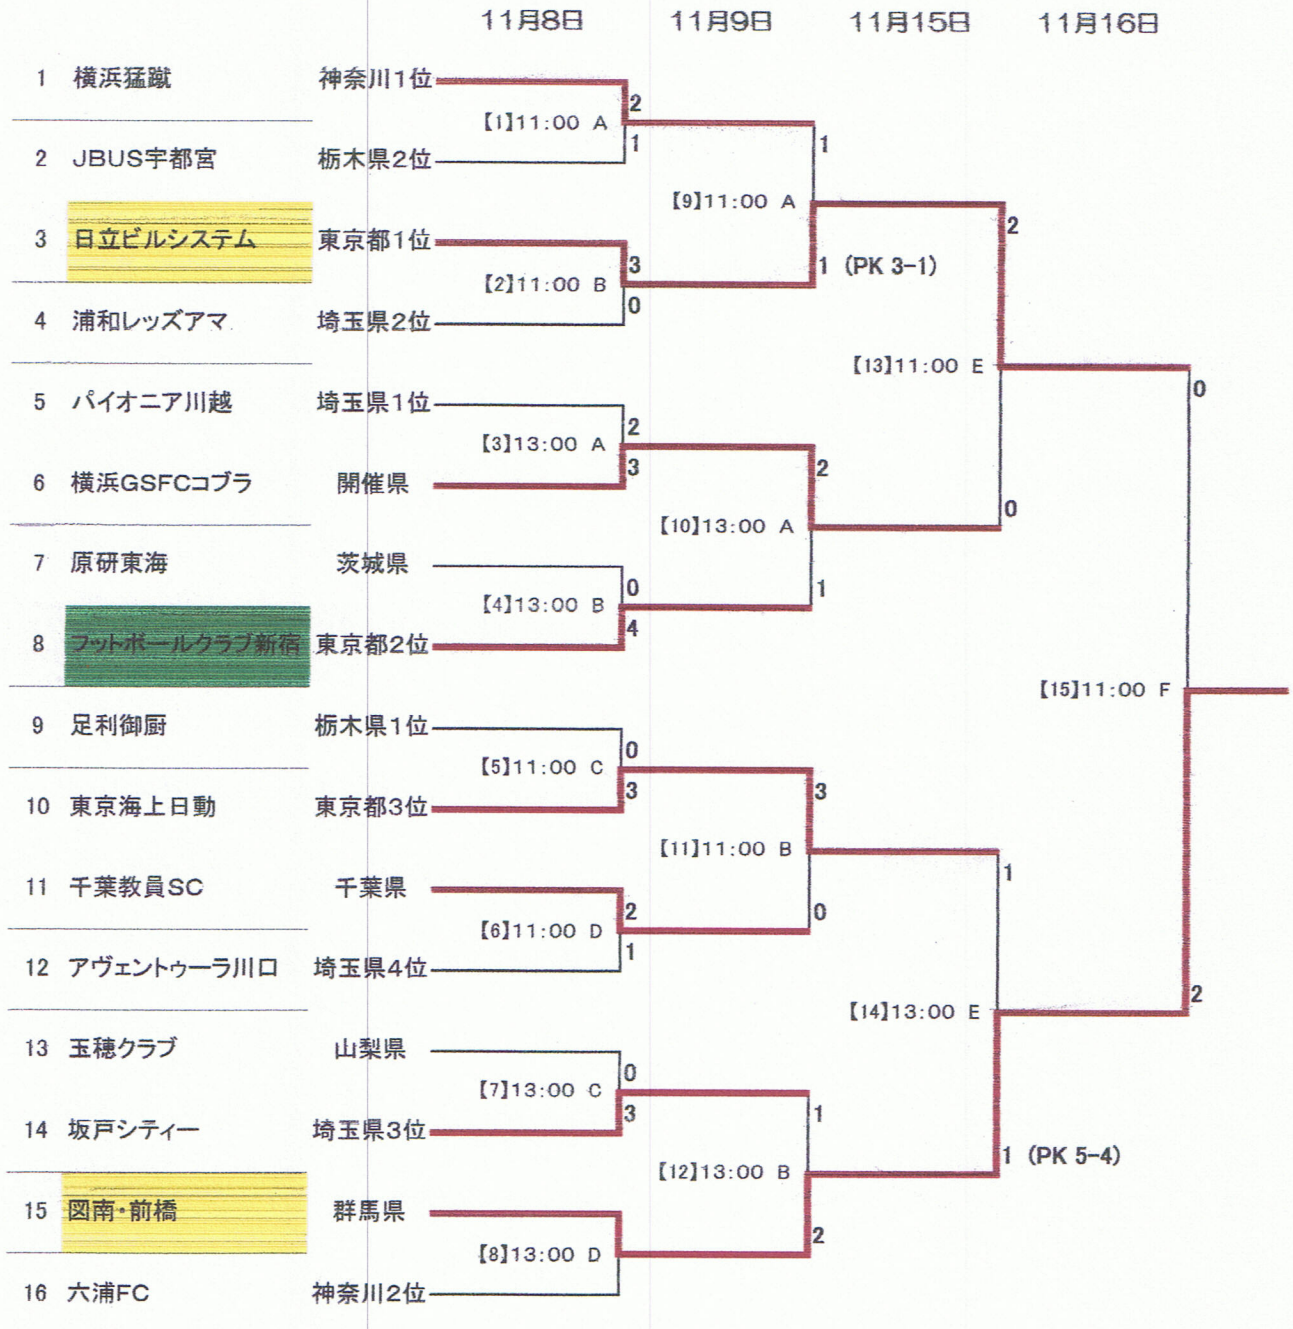 11月8日 11月9日 11月15日 11月16日
1 横浜猛蹴 神奈川1位
2
【1】11:00 A
1
2 JBUS宇都宮 栃木県2位
1
【9】11:00 A
3 日立ビルシステム 東京都1位
2
3
1 (PK 3-1)
【2】11:00 B
0
4 浦和レッズアマ 埼玉県2位
【13】11:00 E
0
5 パイオニア川越 埼玉県1位
2
【3】13:00 A
3
2
6 横浜GSFCコブラ 開催県
0
【10】13:00 A
7 原研東海 茨城県
0
1
【4】13:00 B
4
8 フットボールクラブ新宿 東京都2位
【15】11:00 F
9 足利御厨 栃木県1位
0
【5】11:00 C
3
3
10 東京海上日動 東京都3位
【11】11:00 B
1
11 千葉教員SC 千葉県
2
0
【6】11:00 D
1
12 アヴェントゥーラ川口 埼玉県4位
2
【14】13:00 E
13 玉穂クラブ 山梨県
0
【7】13:00 C
3
1
14 坂戸シティー 埼玉県3位
1 (PK 5-4)
【12】13:00 B
15 図南・前橋 群馬県
2
【8】13:00 D
16 六浦FC 神奈川2位